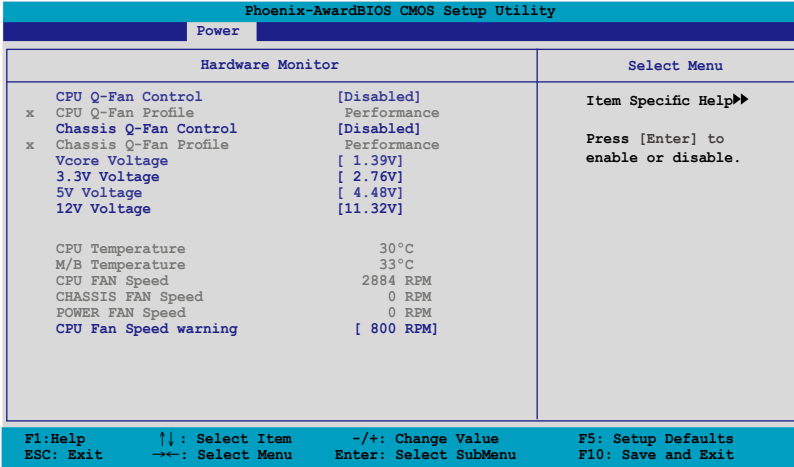 Phoenix-AwardBIOS CMOS Setup Utility
Power
Hardware Monitor
Select Menu
CPU Q-Fan Control [Disabled]
x CPU Q-Fan Profile Performance
Chassis Q-Fan Control [Disabled]
x Chassis Q-Fan Profile Performance
Vcore Voltage [ 1.39V]
3.3V Voltage [ 2.76V]
5V Voltage [ 4.48V]
12V Voltage [11.32V]
CPU Temperature 30°C
M/B Temperature 33°C
CPU FAN Speed 2884 RPM
CHASSIS FAN Speed 0 RPM
POWER FAN Speed 0 RPM
CPU Fan Speed warning [ 800 RPM]
Item Specific Help▶▶
Press [Enter] to
enable or disable.
F1:Help ↑↓: Select Item -/+: Change Value F5: Setup Defaults
ESC: Exit →←: Select Menu Enter: Select SubMenu F10: Save and Exit